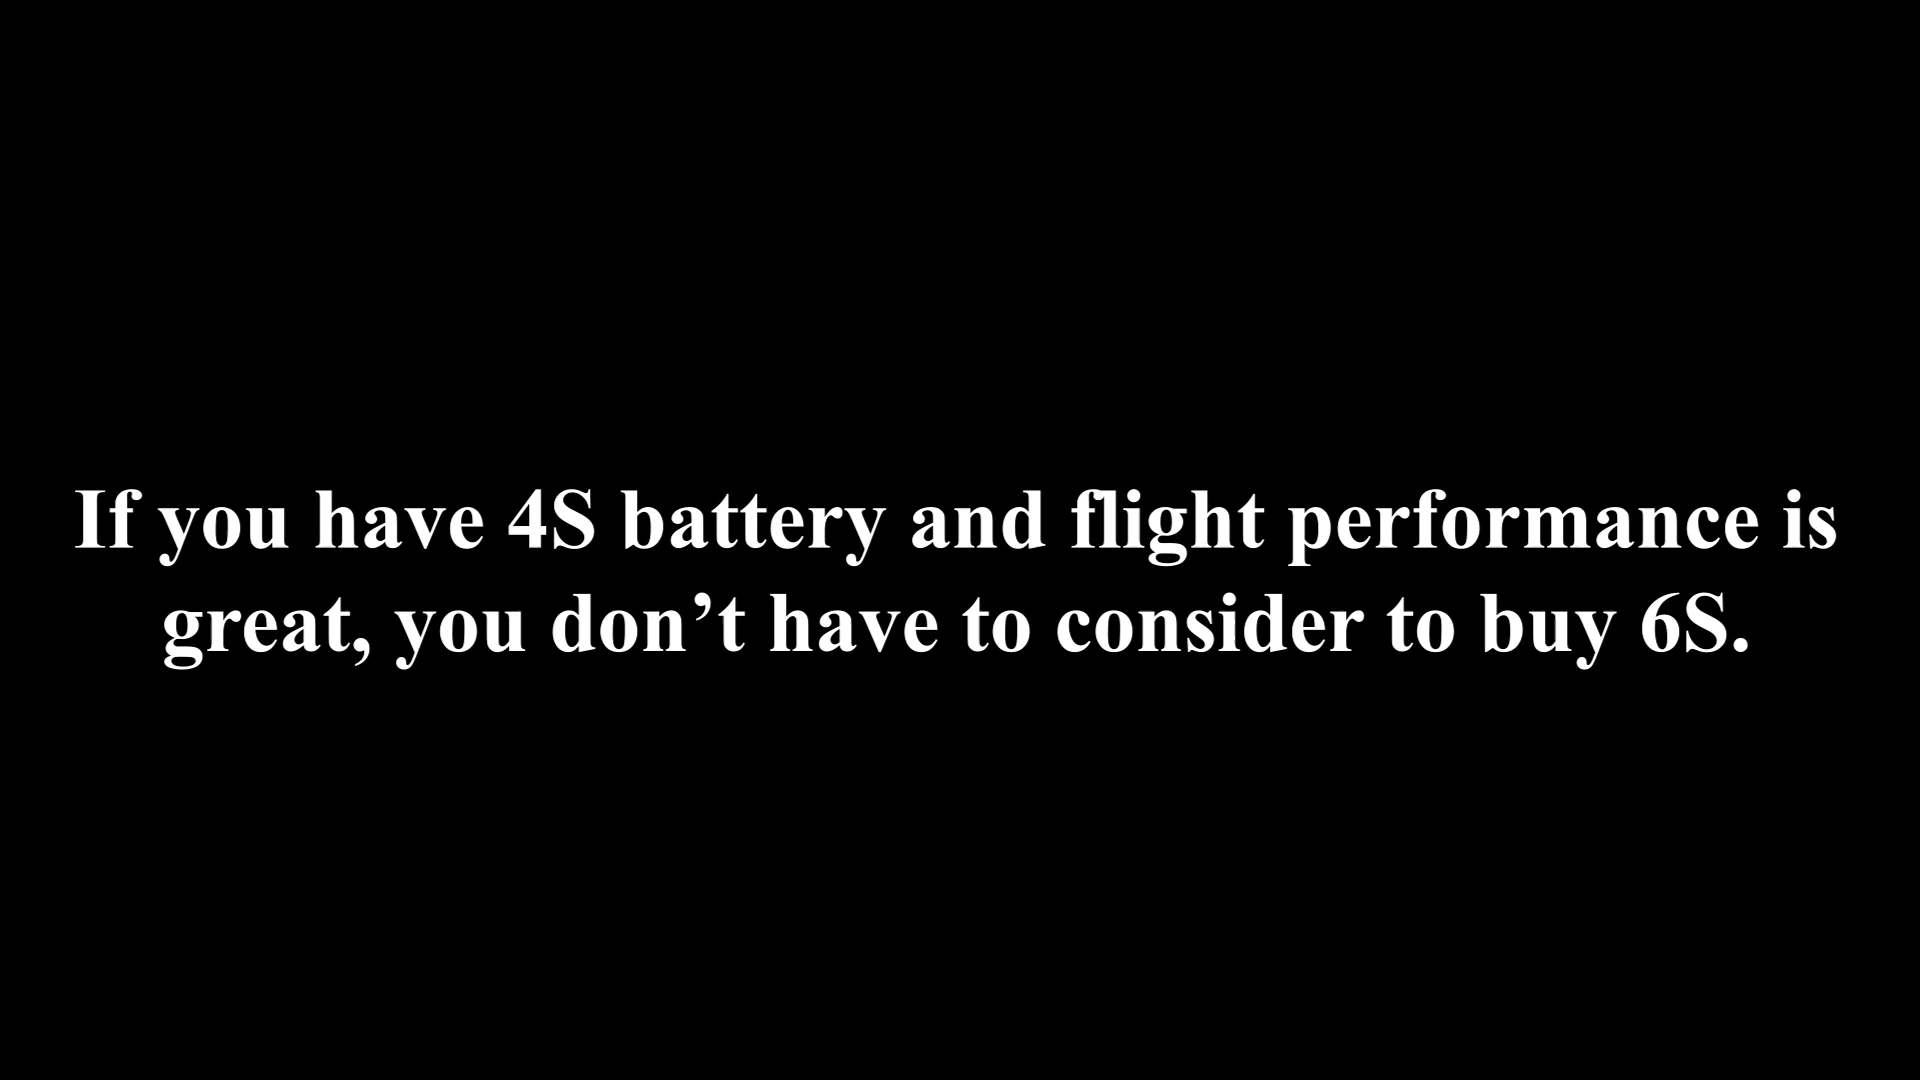 If you have 4S battery and flight performance is
great, you don’t have to consider to buy 6S.